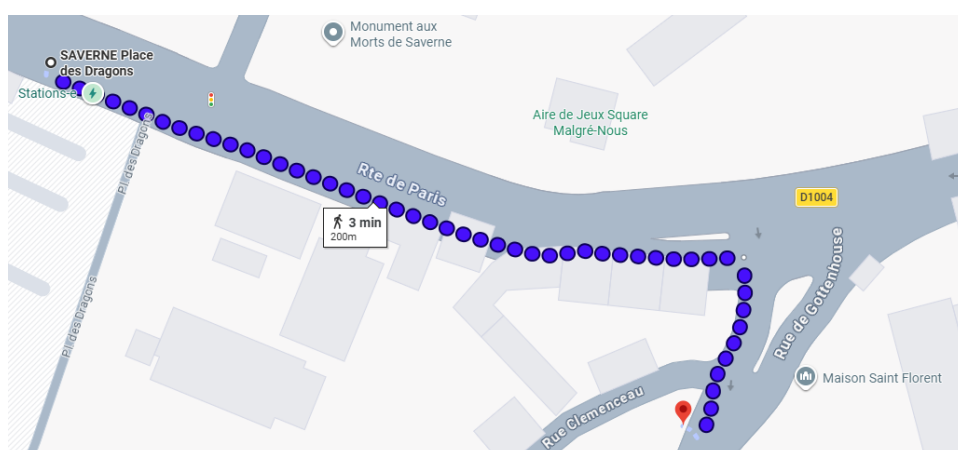 SAVERNE Place
des Dragons
Stations-e
Monument aux
Morts de Saverne
Aire de Jeux Square
Malgré-Nous
Pl. des Dragons
Rte de Paris
D1004
3 min
200m
Rue de Gottenhouse
Pl. des Dragons
Maison Saint Florent
Rue Clemenceau